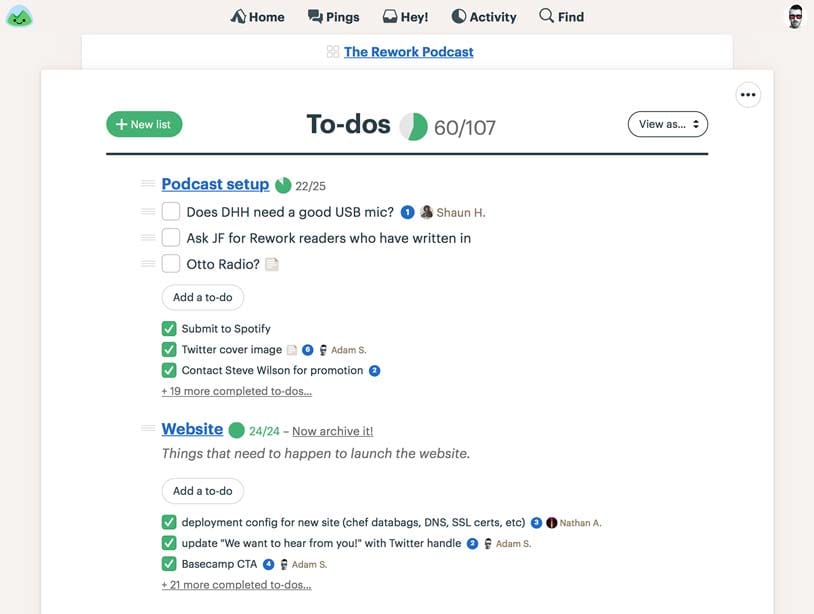 Home Pings Hey! Activity Find
The Rework Podcast
+ New list To-dos 60/107 View as...
Podcast setup 22/25
Does DHH need a good USB mic? 1 Shaun H.
Ask JF for Rework readers who have written in
Otto Radio?
Add a to-do
Submit to Spotify
Twitter cover image 6 Adam S.
Contact Steve Wilson for promotion 2
+ 19 more completed to-dos...
Website 24/24 – Now archive it!
Things that need to happen to launch the website.
Add a to-do
deployment config for new site (chef databags, DNS, SSL certs, etc) 3 Nathan A.
update "We want to hear from you!" with Twitter handle 2 Adam S.
Basecamp CTA 4 Adam S.
+ 21 more completed to-dos...